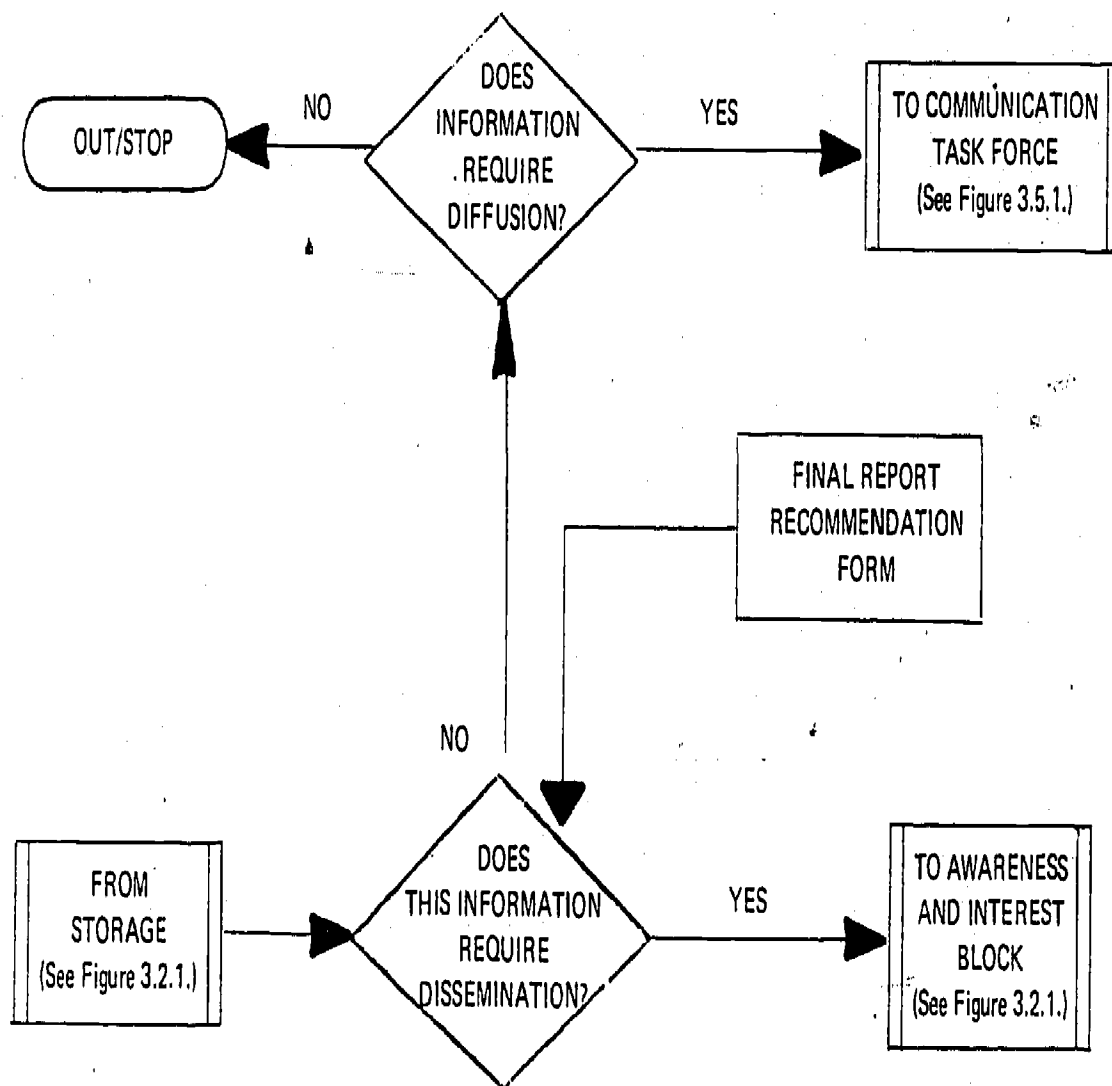 DOES
INFORMATION
REQUIRE
DIFFUSION?
NO
OUT/STOP
YES
TO COMMUNICATION
TASK FORCE
(See Figure 3.5.1.)
FINAL REPORT
RECOMMENDATION
FORM
NO
FROM
STORAGE
(See Figure 3.2.1.)
DOES
THIS INFORMATION
REQUIRE
DISSEMINATION?
YES
TO AWARENESS
AND INTEREST
BLOCK
(See Figure 3.2.1.)